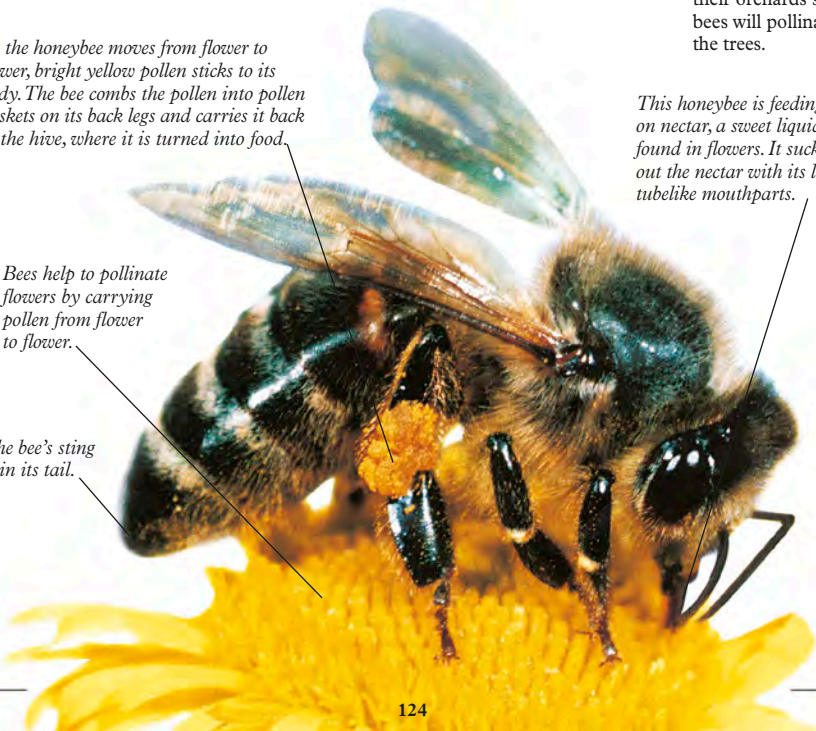 their orchards s
bees will pollina
the trees.
the honeybee moves from flower to
wer, bright yellow pollen sticks to its
dy. The bee combs the pollen into pollen
skets on its back legs and carries it back
the hive, where it is turned into food.
This honeybee is feeding
on nectar, a sweet liquid
found in flowers. It suck
out the nectar with its l
tubelike mouthparts.
Bees help to pollinate
flowers by carrying
pollen from flower
to flower.
he bee's sting
in its tail.
124